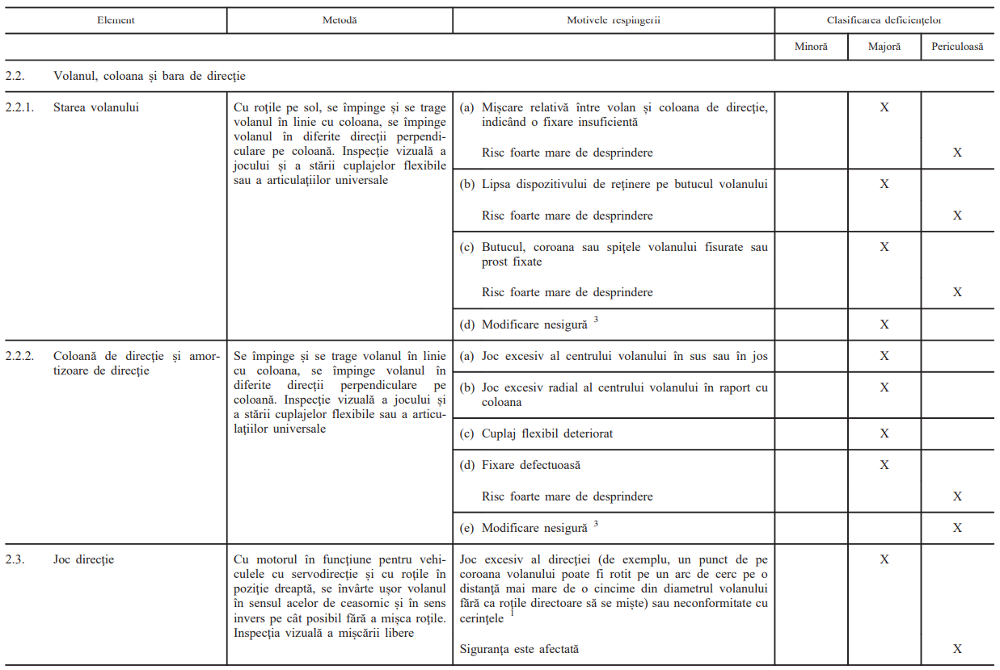 Element Metodă Motivele respingerii Clasificarea deficiențelor
Minoră Majoră Periculoasă
2.2. Volanul, coloana și bara de direcție
2.2.1. Starea volanului
Cu roțile pe sol, se împinge și se trage
volanul în linie cu coloana, se împinge
volanul în diferite direcții perpendi-
culare pe coloană. Inspecție vizuală a
jocului și a stării cuplajelor flexibile
sau a articulațiilor universale
(a) Mișcare relativă între volan și coloana de direcție, X
indicând o fixare insuficientă
Risc foarte mare de desprindere X
(b) Lipsa dispozitivului de reținere pe butucul volanului X
Risc foarte mare de desprindere X
(c) Butucul, coroana sau spițele volanului fisurate sau X
prost fixate
Risc foarte mare de desprindere X
(d) Modificare nesigură 3 X
2.2.2. Coloană de direcție și amor-
tizoare de direcție
Se împinge și se trage volanul în linie
cu coloana, se împinge volanul în
diferite direcții perpendiculare pe
coloană. Inspecție vizuală a jocului și
a stării cuplajelor flexibile sau a articu-
lațiilor universale
(a) Joc excesiv al centrului volanului în sus sau în jos X
(b) Joc excesiv radial al centrului volanului în raport cu X
coloana
(c) Cuplaj flexibil deteriorat X
(d) Fixare defectuoasă X
Risc foarte mare de desprindere X
(e) Modificare nesigură 3 X
2.3. Joc direcție
Cu motorul în funcțiune pentru vehi-
culele cu servodirecție și cu roțile în
poziție dreaptă, se învârte ușor volanul
în sensul acelor de ceasornic și în sens
invers pe cât posibil fără a mișca roțile.
Inspecția vizuală a mișcării libere
Joc excesiv al direcției (de exemplu, un punct de pe X
coroana volanului poate fi rotit pe un arc de cerc pe o
distanță mai mare de o cincime din diametrul volanului
fără ca roțile directoare să se miște) sau neconformitate cu
cerințele 1
Siguranța este afectată X